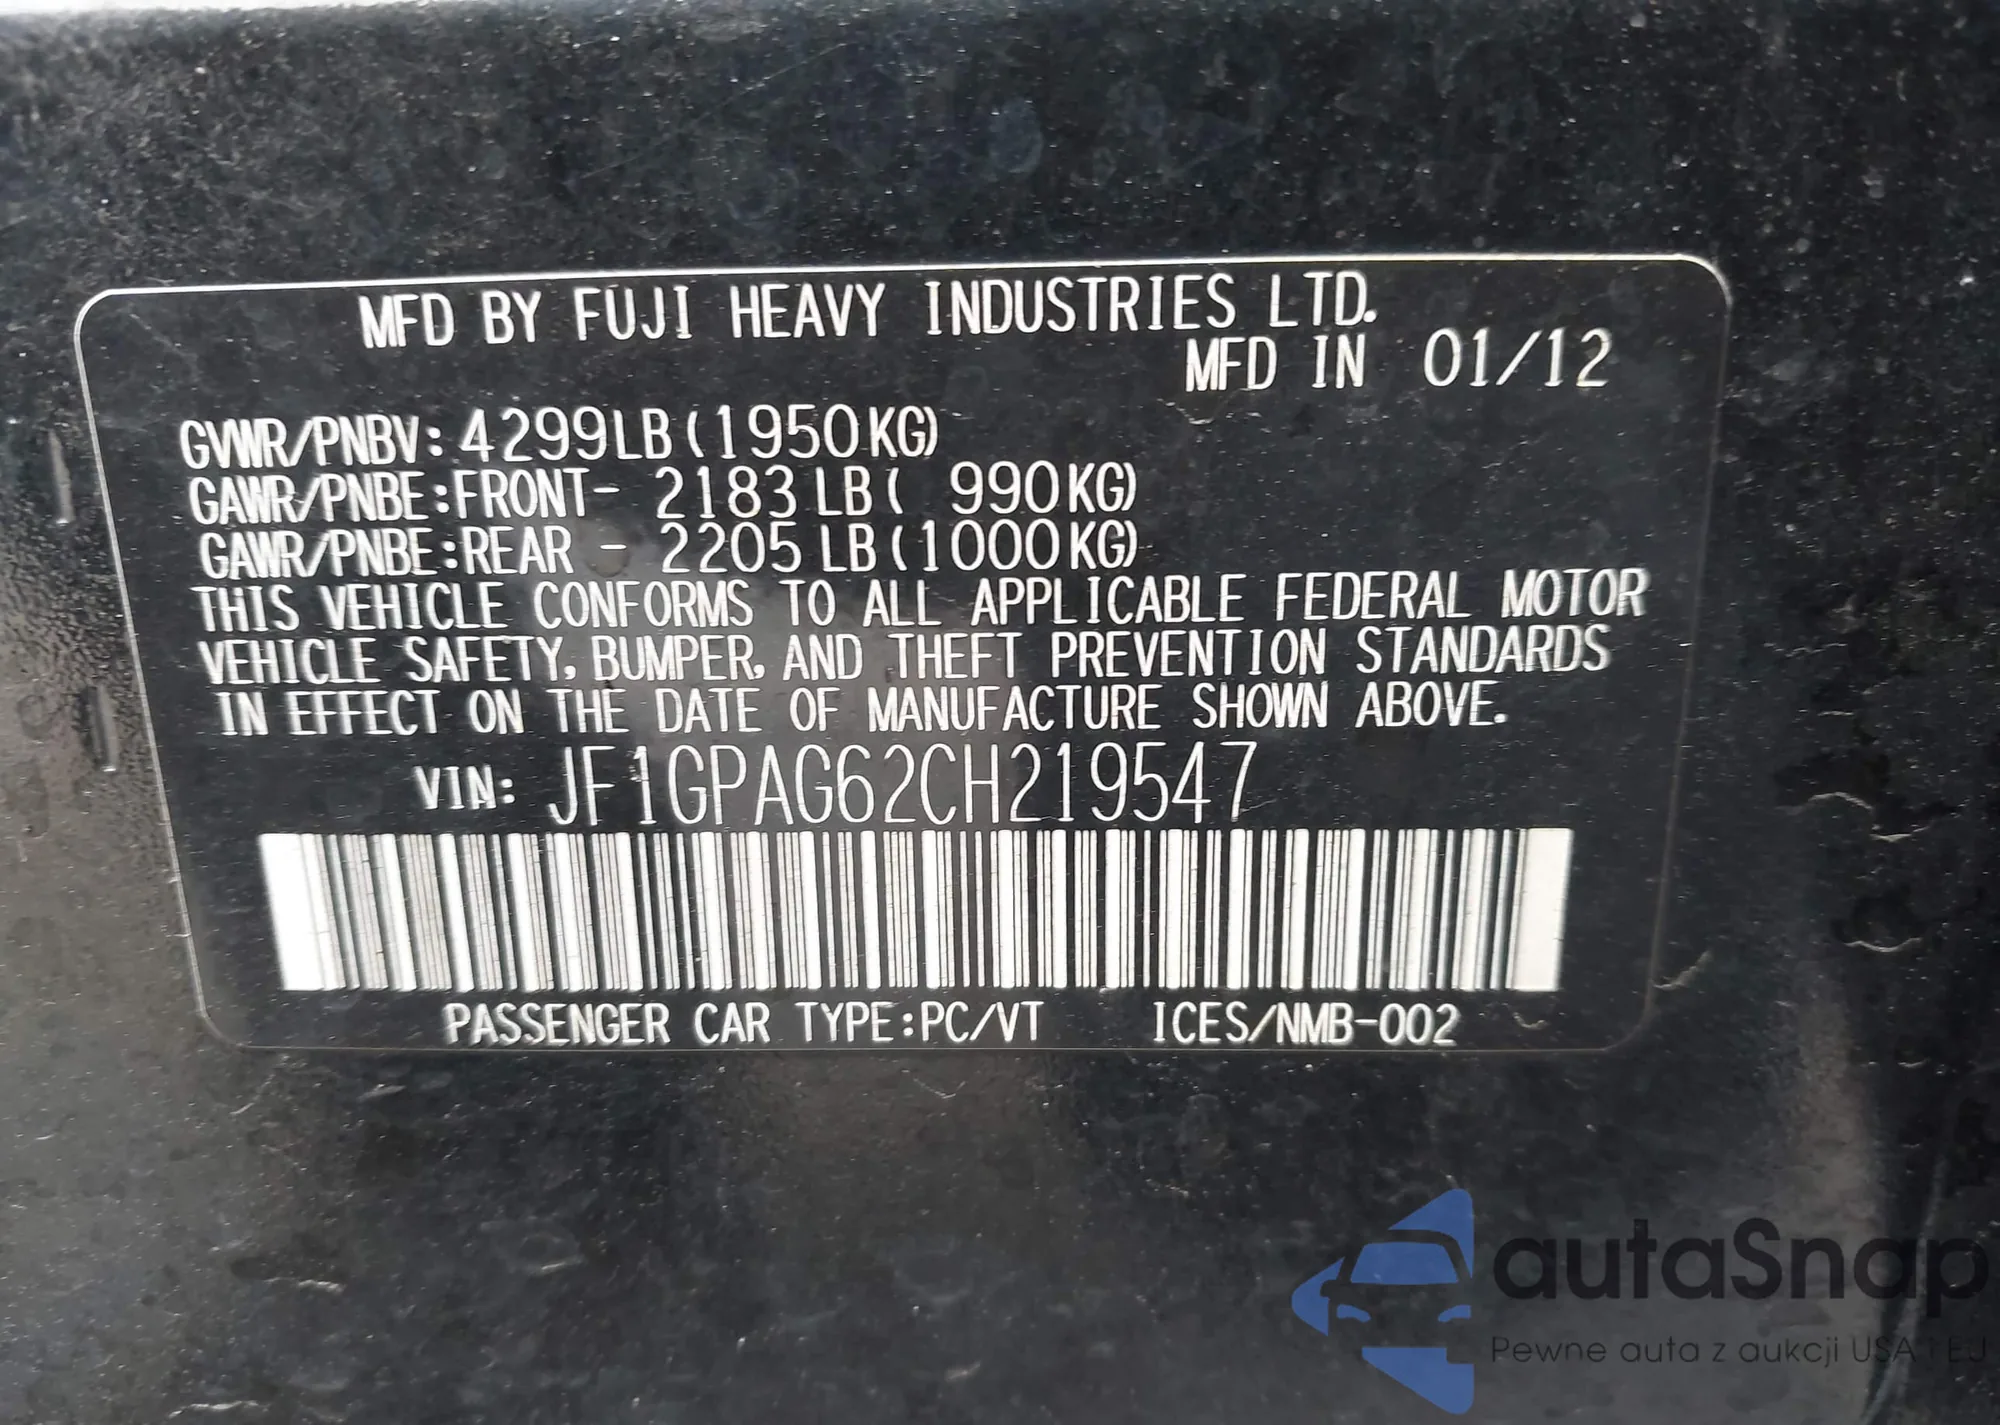 MFD BY FUJI HEAVY INDUSTRIES LTD.
MFD IN 01/12
GVWR/PNBV: 4299LB(1950KG)
GAWR/PNBE:FRONT- 2183LB( 990KG)
GAWR/PNBE:REAR - 2205LB(1000KG)
THIS VEHICLE CONFORMS TO ALL APPLICABLE FEDERAL MOTOR
VEHICLE SAFETY, BUMPER, AND THEFT PREVENTION STANDARDS
IN EFFECT ON THE DATE OF MANUFACTURE SHOWN ABOVE.
VIN: JF1GPAG62CH219547
PASSENGER CAR TYPE:PC/VT ICES/NMB-002
autaSnap
Pewne auta z aukcji USA i EU